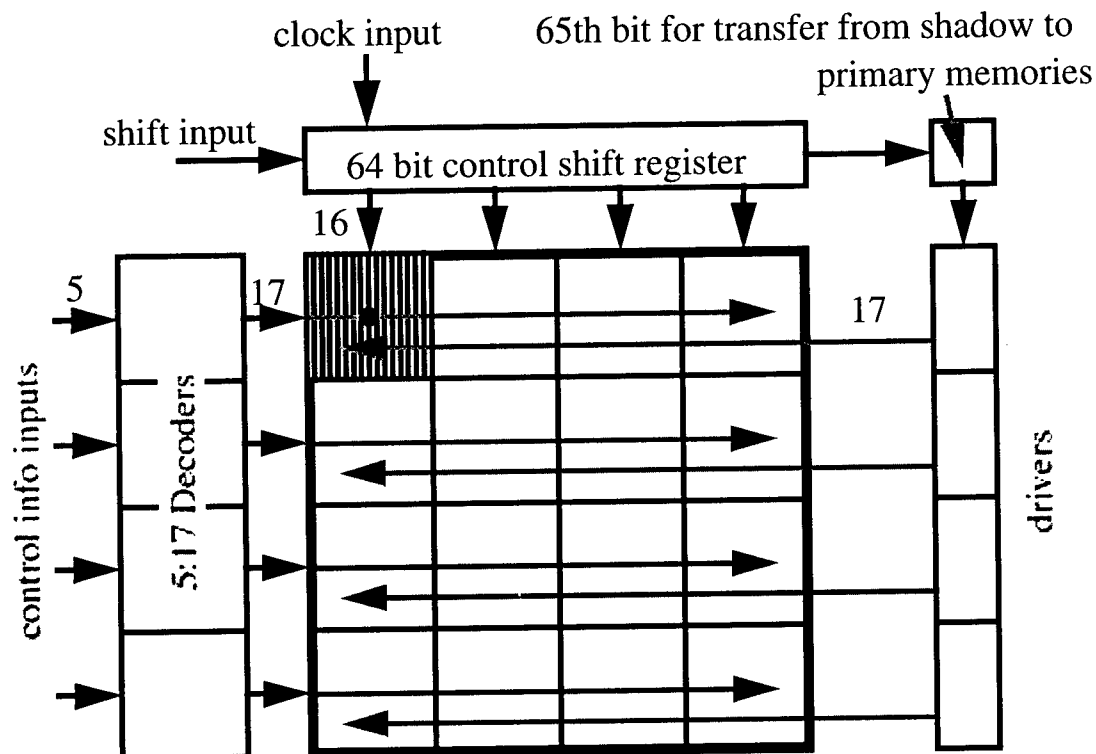 clock input
65th bit for transfer from shadow to
primary memories
shift input
64 bit control shift register
16
5
17
17
control info inputs
5:17 Decoders
drivers